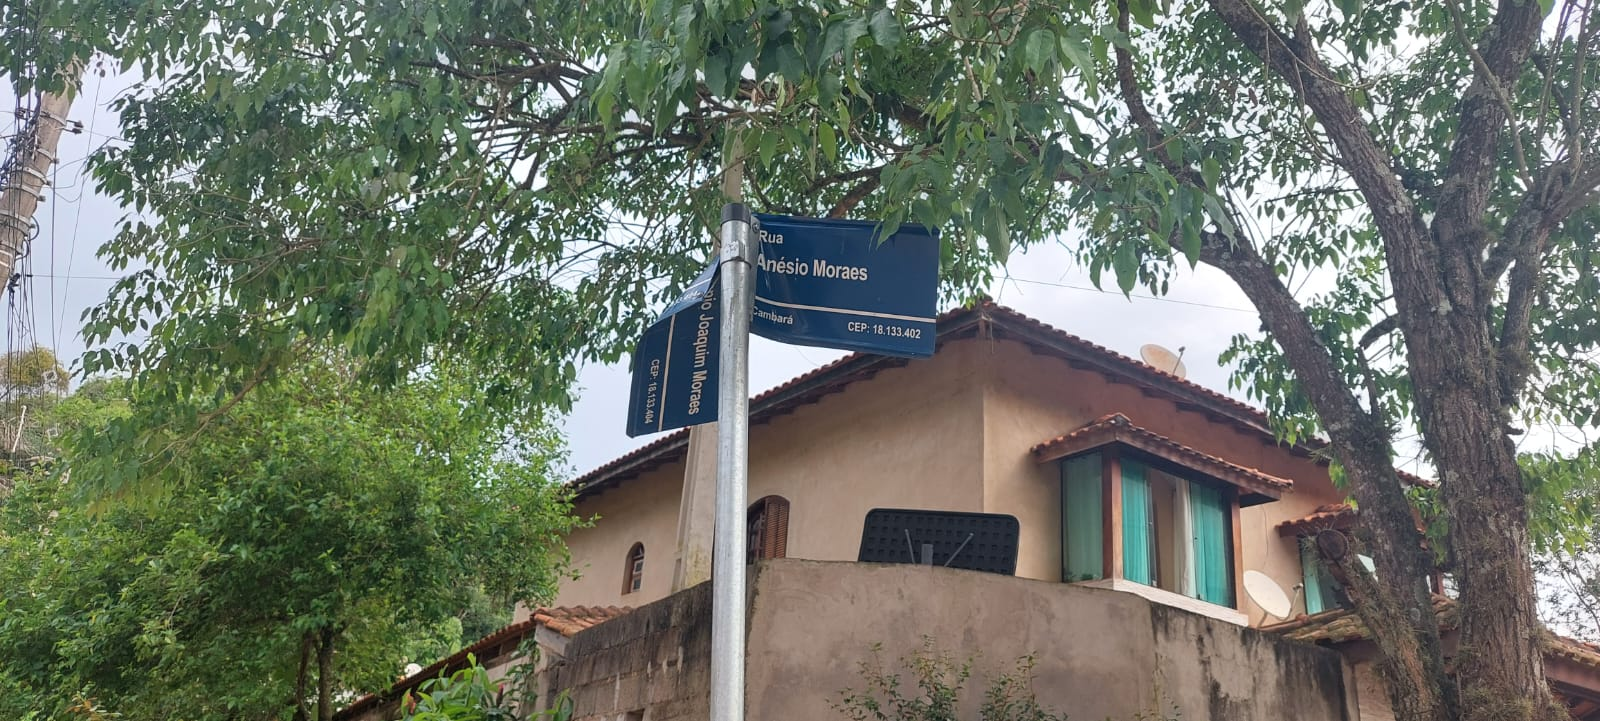 Rua
Anésio Moraes
Cambará
CEP: 18.133.402
Joaquim Moraes
CEP: 18.133.404